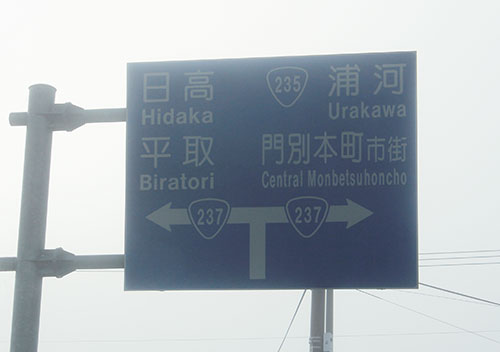 日高 235 浦河
Hidaka Urakawa
平取 門別本町市街
Biratori Central Monbetsuhoncho
237 237